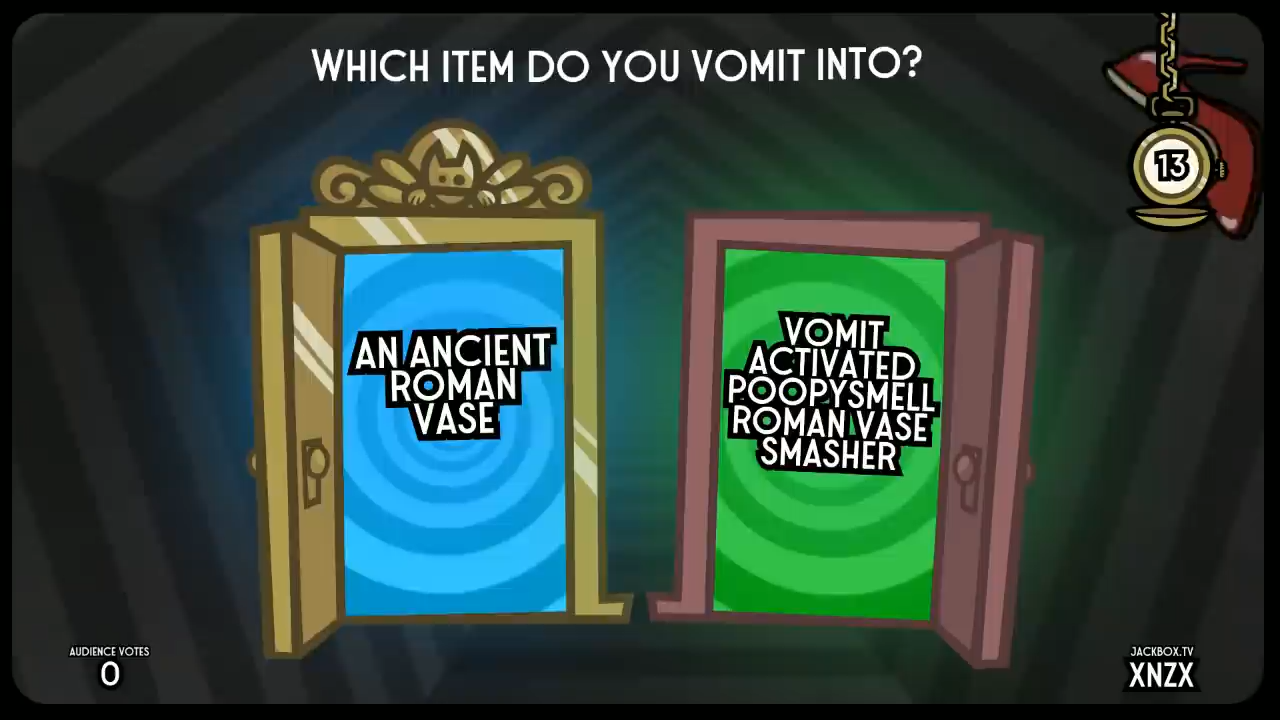 WHICH ITEM DO YOU VOMIT INTO?
13
AN ANCIENT
ROMAN
VASE
VOMIT
ACTIVATED
POOPYSMELL
ROMAN VASE
SMASHER
AUDIENCE VOTES
0
JACKBOX.TV
XNZX